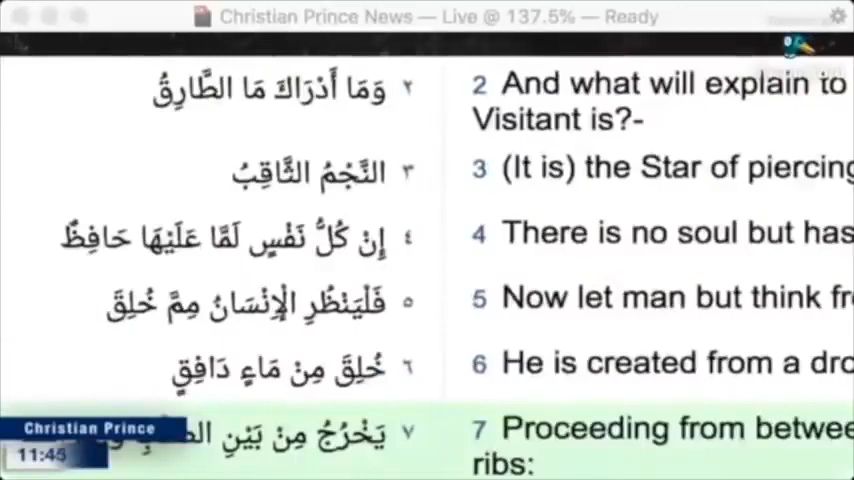 Christian Prince News — Live @ 137.5% — Ready
وَمَا أَدْرَاكَ مَا الطَّارِقُ ٢
2 And what will explain to
Visitant is?-
النَّجْمُ الثَّاقِبُ ٣
3 (It is) the Star of piercing
إِنْ كُلُّ نَفْسٍ لَمَّا عَلَيْهَا حَافِظٌ ٤
4 There is no soul but has
فَلْيَنْظُرِ الْإِنْسَانُ مِمَّ خُلِقَ ٥
5 Now let man but think fr
خُلِقَ مِنْ مَاءٍ دَافِقٍ ٦
6 He is created from a dro
يَخْرُجُ مِنْ بَيْنِ ٧
7 Proceeding from betwee
ribs:
Christian Prince
11:45